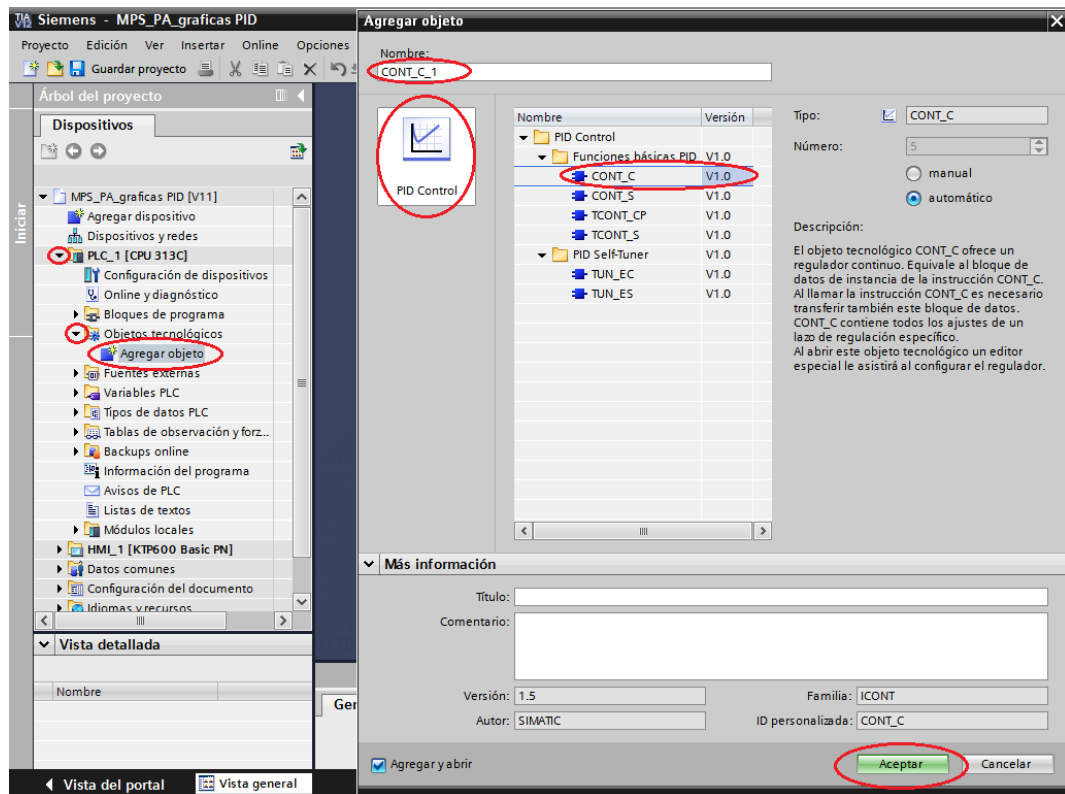 Siemens - MPS_PA_graficas PID
Proyecto Edición Ver Insertar Online Opciones
Guardar proyecto
Árbol del proyecto
Dispositivos
Iniciar
MPS_PA_graficas PID [V11]
Agregar dispositivo
Dispositivos y redes
PLC_1 [CPU 313C]
Configuración de dispositivos
Online y diagnóstico
Bloques de programa
Objetos tecnológicos
Agregar objeto
Fuentes externas
Variables PLC
Tipos de datos PLC
Tablas de observación y forz...
Backups online
Información del programa
Avisos de PLC
Listas de textos
Módulos locales
HMI_1 [KTP600 Basic PN]
Datos comunes
Configuración del documento
Idiomas y recursos
Vista detallada
Nombre
Ger
Vista del portal
Vista general
Agregar objeto
Nombre:
CONT_C_1
PID Control
Nombre Versión
PID Control
Funciones básicas PID V1.0
CONT_C V1.0
CONT_S V1.0
TCONT_CP V1.0
TCONT_S V1.0
PID Self-Tuner V1.0
TUN_EC V1.0
TUN_ES V1.0
Tipo: CONT_C
Número: 5
manual
automático
Descripción:
El objeto tecnológico CONT_C ofrece un
regulador continuo. Equivale al bloque de
datos de instancia de la instrucción CONT_C.
Al llamar la instrucción CONT_C es necesario
transferir también este bloque de datos.
CONT_C contiene todos los ajustes de un
lazo de regulación específico.
Al abrir este objeto tecnológico un editor
especial le asistirá al configurar el regulador.
Más información
Título:
Comentario:
Versión: 1.5
Familia: ICONT
Autor: SIMATIC
ID personalizada: CONT_C
Agregar y abrir
Aceptar
Cancelar